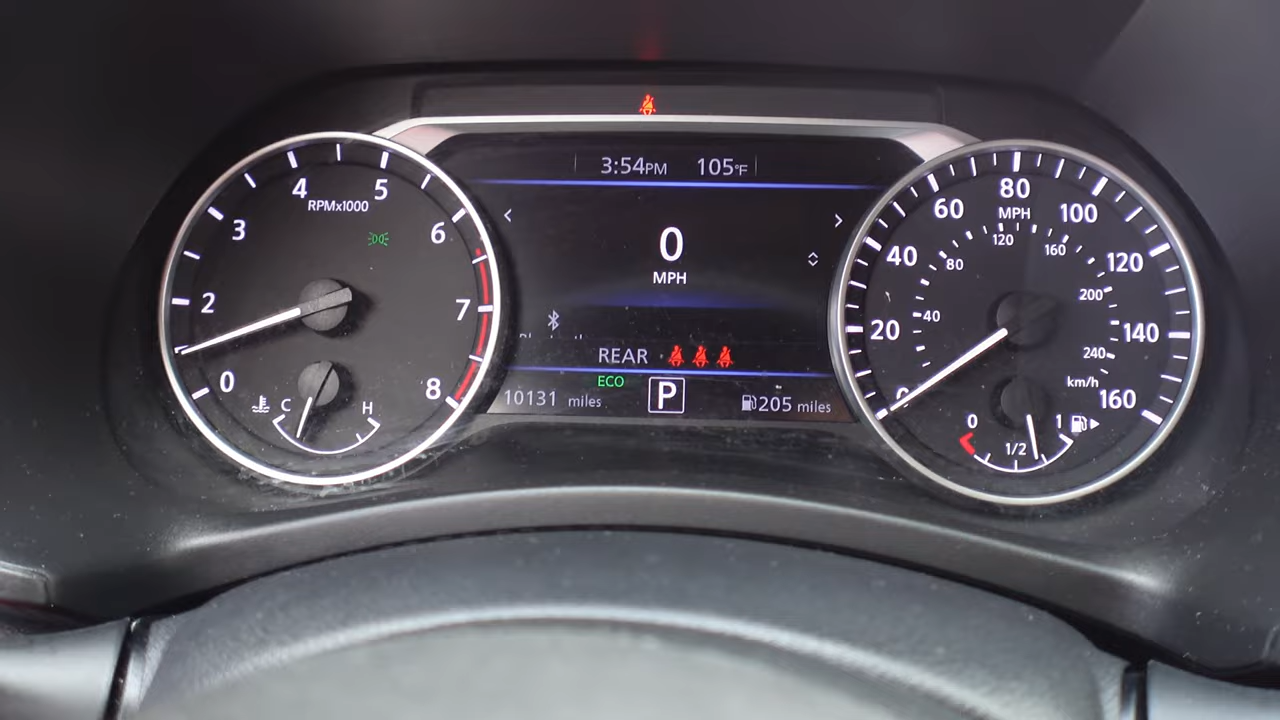 3:54PM 105°F
0
MPH
REAR
ECO
10131 miles
P
205 miles
0 2 3 4 5 6 7 8
RPMx1000
C H
0 20 40 60 80 100 120 140 160
MPH
40 80 120 160 200 240
km/h
0 1/2 1